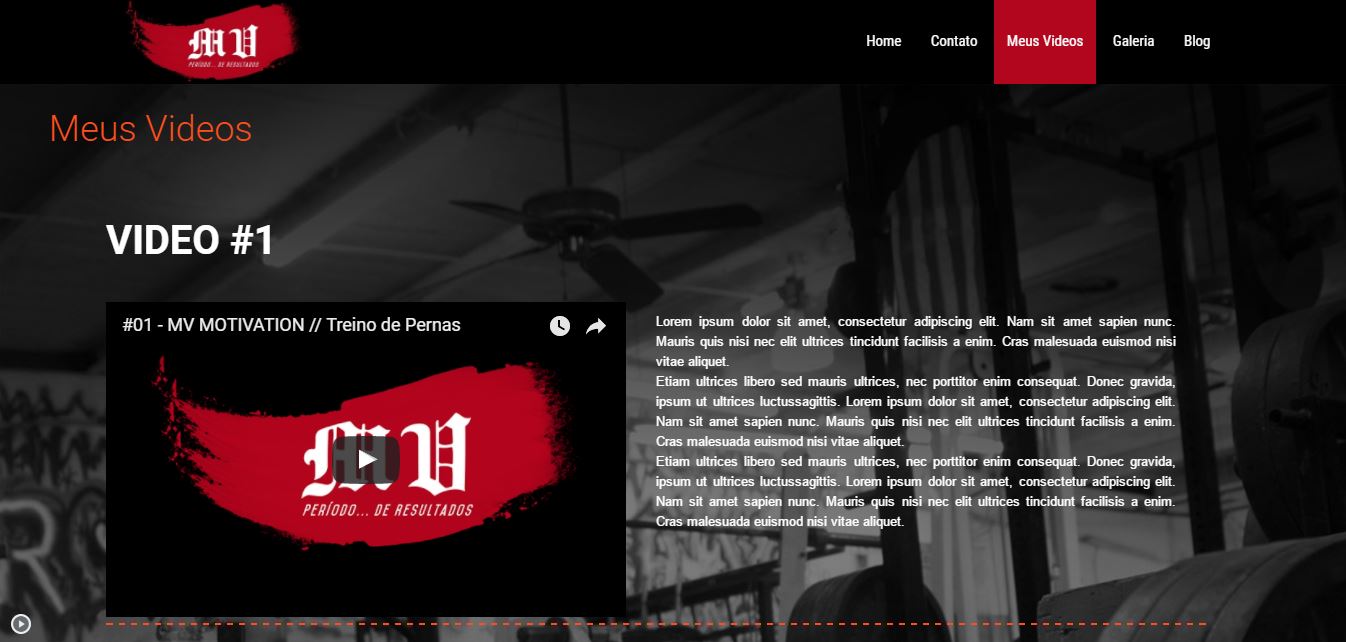 MV
PERÍODO... DE RESULTADOS
Home Contato Meus Videos Galeria Blog
Meus Videos
VIDEO #1
#01 - MV MOTIVATION // Treino de Pernas
MV
PERÍODO... DE RESULTADOS
Lorem ipsum dolor sit amet, consectetur adipiscing elit. Nam sit amet sapien nunc.
Mauris quis nisi nec elit ultrices tincidunt facilisis a enim. Cras malesuada euismod nisi
vitae aliquet.
Etiam ultrices libero sed mauris ultrices, nec porttitor enim consequat. Donec gravida,
ipsum ut ultrices luctussagittis. Lorem ipsum dolor sit amet, consectetur adipiscing elit.
Nam sit amet sapien nunc. Mauris quis nisi nec elit ultrices tincidunt facilisis a enim.
Cras malesuada euismod nisi vitae aliquet.
Etiam ultrices libero sed mauris ultrices, nec porttitor enim consequat. Donec gravida,
ipsum ut ultrices luctussagittis. Lorem ipsum dolor sit amet, consectetur adipiscing elit.
Nam sit amet sapien nunc. Mauris quis nisi nec elit ultrices tincidunt facilisis a enim.
Cras malesuada euismod nisi vitae aliquet.